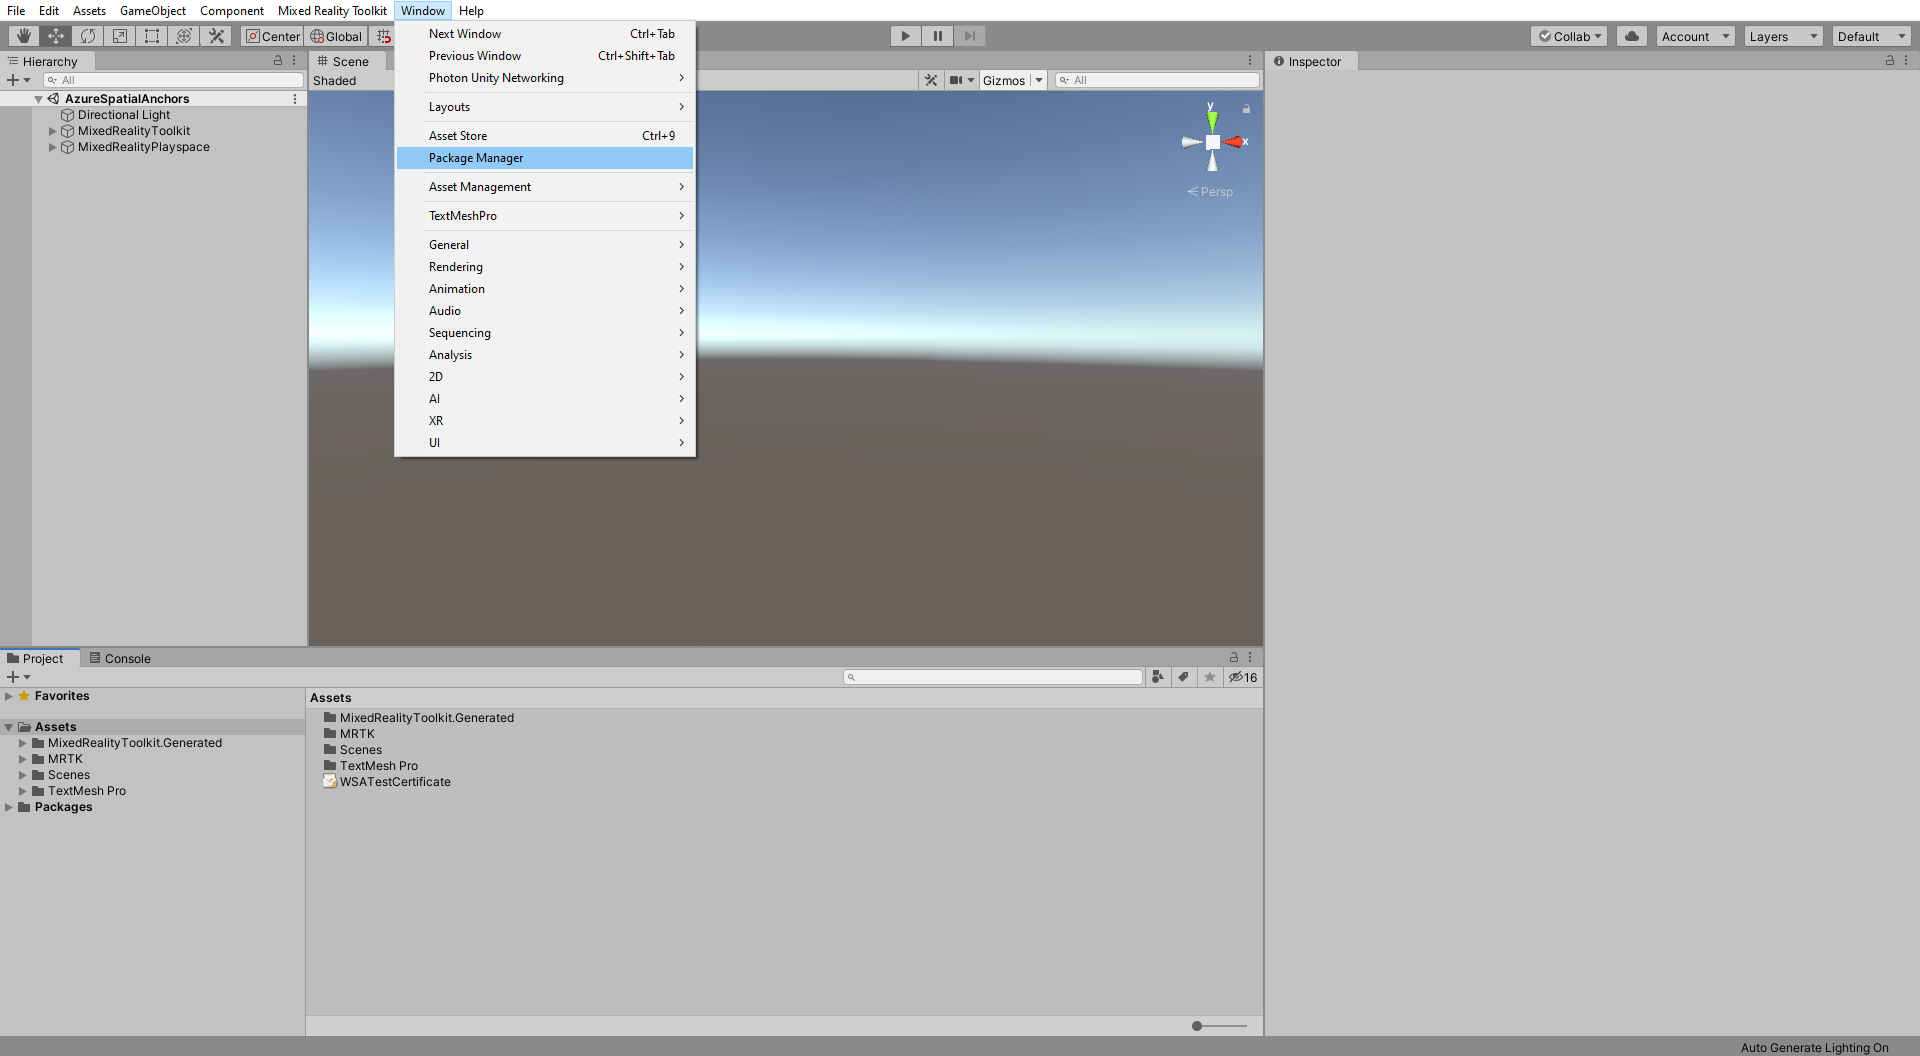 File Edit Assets GameObject Component Mixed Reality Toolkit Window Help
Center Global
Collab Account Layers Default
Hierarchy
All
AzureSpatialAnchors
Directional Light
MixedRealityToolkit
MixedRealityPlayspace
Scene
Shaded
Gizmos All
Next Window Ctrl+Tab
Previous Window Ctrl+Shift+Tab
Photon Unity Networking
Layouts
Asset Store Ctrl+9
Package Manager
Asset Management
TextMeshPro
General
Rendering
Animation
Audio
Sequencing
Analysis
2D
AI
XR
UI
y
x
Persp
Inspector
Project Console
16
Favorites
Assets
MixedRealityToolkit.Generated
MRTK
Scenes
TextMesh Pro
Packages
Assets
MixedRealityToolkit.Generated
MRTK
Scenes
TextMesh Pro
WSATestCertificate
Auto Generate Lighting On